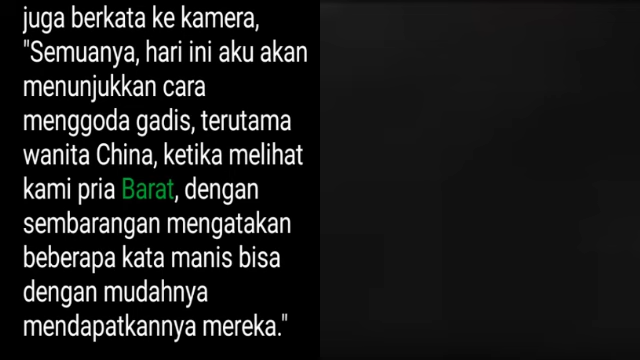 juga berkata ke kamera,
"Semuanya, hari ini aku akan
menunjukkan cara
menggoda gadis, terutama
wanita China, ketika melihat
kami pria Barat, dengan
sembarangan mengatakan
beberapa kata manis bisa
dengan mudahnya
mendapatkannya mereka."